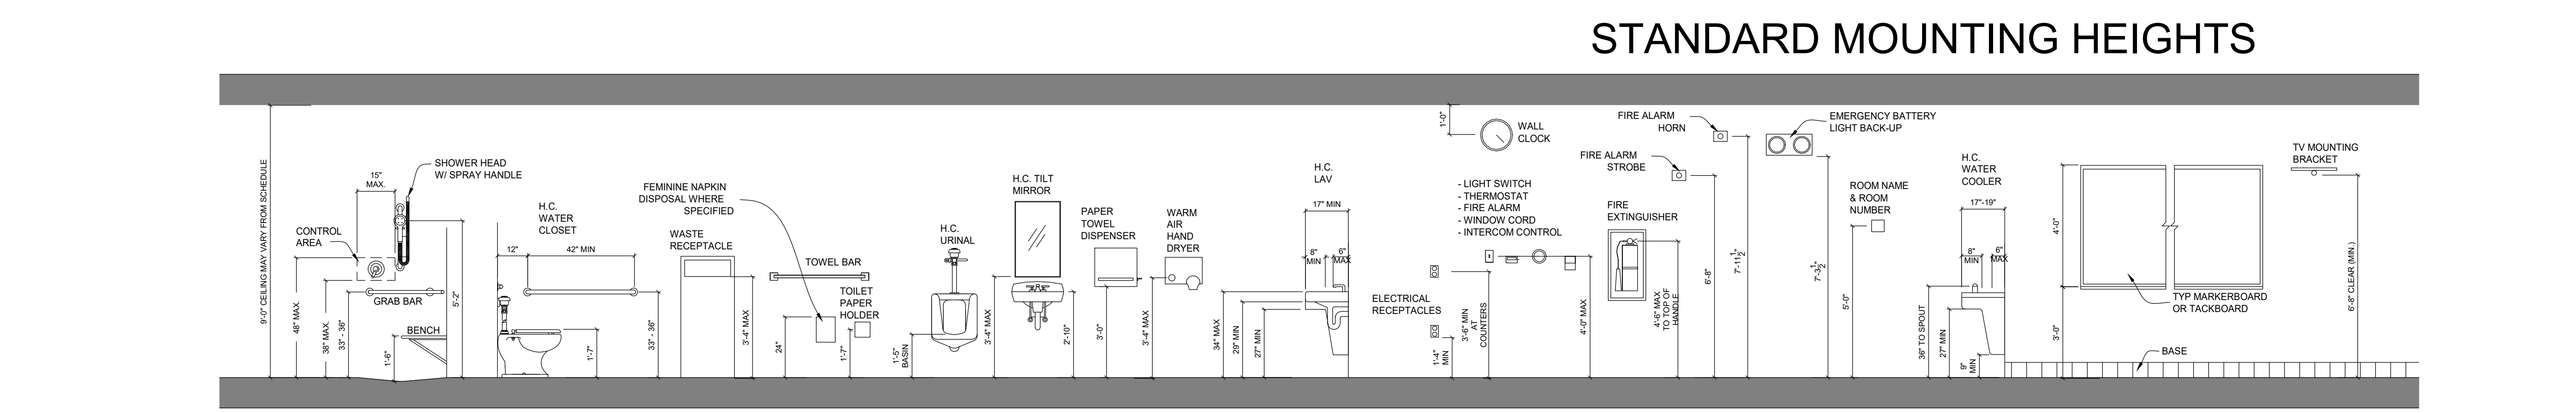 STANDARD MOUNTING HEIGHTS
9'-0" CEILING MAY VARY FROM SCHEDULE
15"
MAX.
SHOWER HEAD
W/ SPRAY HANDLE
CONTROL
AREA
GRAB BAR
BENCH
48" MAX.
38" MAX.
33" - 36"
1'-6"
5'-2"
H.C.
WATER
CLOSET
12"
42" MIN
1'-7"
33" - 36"
FEMININE NAPKIN
DISPOSAL WHERE
SPECIFIED
WASTE
RECEPTACLE
3'-4" MAX
TOWEL BAR
24"
TOILET
PAPER
HOLDER
1'-7"
H.C.
URINAL
1'-5"
BASIN
H.C. TILT
MIRROR
3'-4" MAX
2'-10"
PAPER
TOWEL
DISPENSER
3'-0"
WARM
AIR
HAND
DRYER
3'-4" MAX
H.C.
LAV
17" MIN
8"
MIN
6"
MAX
34" MAX
29" MIN
27" MIN
1'-0"
WALL
CLOCK
- LIGHT SWITCH
- THERMOSTAT
- FIRE ALARM
- WINDOW CORD
- INTERCOM CONTROL
ELECTRICAL
RECEPTACLES
1'-4"
MIN
3'-6" MIN
AT
COUNTERS
4'-0" MAX
FIRE ALARM
HORN
FIRE ALARM
STROBE
FIRE
EXTINGUISHER
4'-6" MAX
TO TOP OF
HANDLE
6'-8"
7'-11 1/2"
EMERGENCY BATTERY
LIGHT BACK-UP
7'-3 1/2"
ROOM NAME
& ROOM
NUMBER
5'-0"
H.C.
WATER
COOLER
17"-19"
8"
MIN
6"
MAX
36" TO SPOUT
27" MIN
9"
MIN
4'-0"
3'-0"
TYP MARKERBOARD
OR TACKBOARD
BASE
TV MOUNTING
BRACKET
6'-8" CLEAR (MIN.)